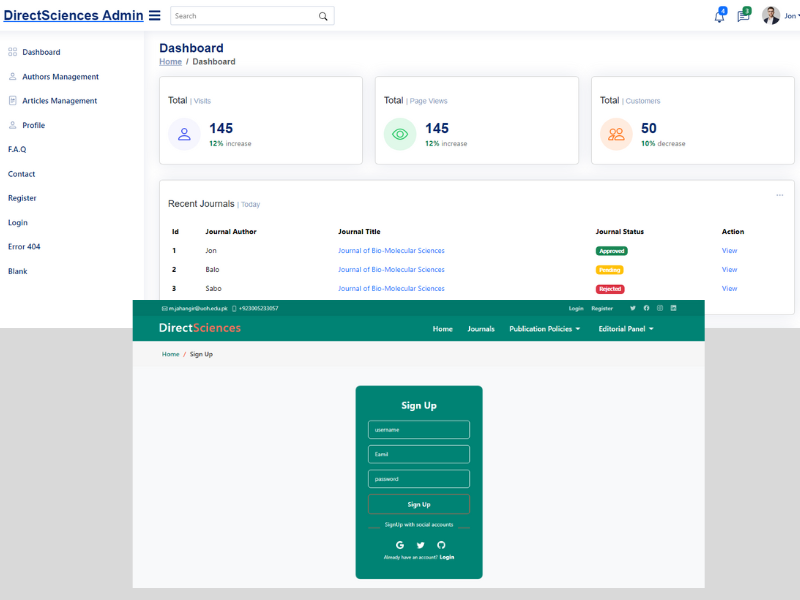 DirectSciences Admin
Search
4
3
Jon
Dashboard
Authors Management
Articles Management
Profile
F.A.Q
Contact
Register
Login
Error 404
Blank
Dashboard
Home / Dashboard
Total | Visits
145
12% increase
Total | Page Views
145
12% increase
Total | Customers
50
10% decrease
Recent Journals | Today
Id Journal Author Journal Title Journal Status Action
1 Jon Journal of Bio-Molecular Sciences Approved View
2 Balo Journal of Bio-Molecular Sciences Pending View
3 Sabo Journal of Bio-Molecular Sciences Rejected View
m.jahangir@uoh.edu.pk +923005233057 Login Register
DirectSciences Home Journals Publication Policies Editorial Panel
Home / Sign Up
Sign Up
username
Eamil
password
Sign Up
SignUp with social accounts
Already have an account? Login